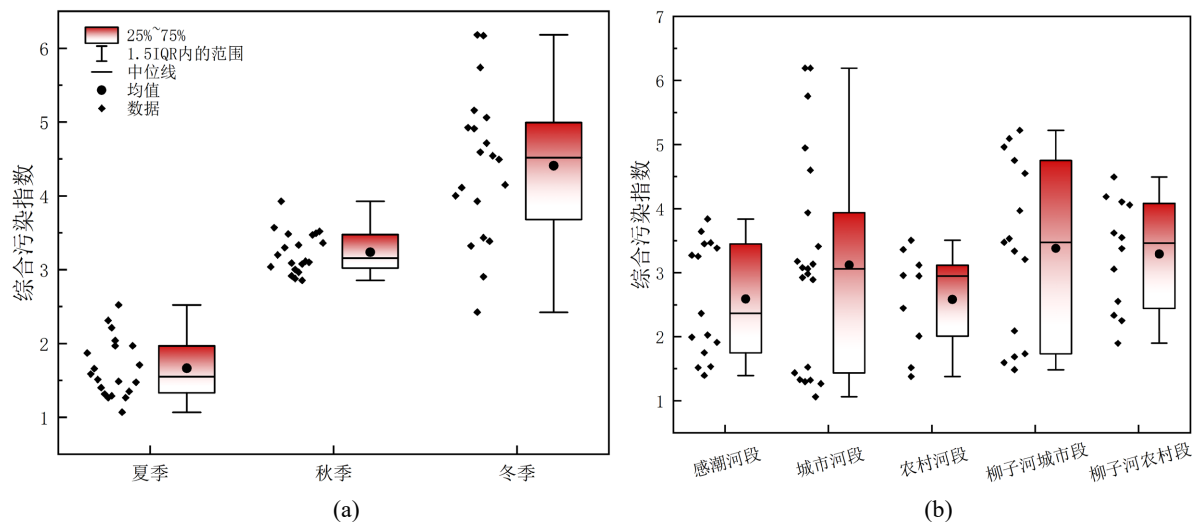 综合污染指数
6
5
4
3
2
1
25%~75%
1.5IQR内的范围
中位线
均值
数据
夏季 秋季 冬季
(a)
综合污染指数
7
6
5
4
3
2
1
感潮河段 城市河段 农村河段 柳子河城市段 柳子河农村段
(b)